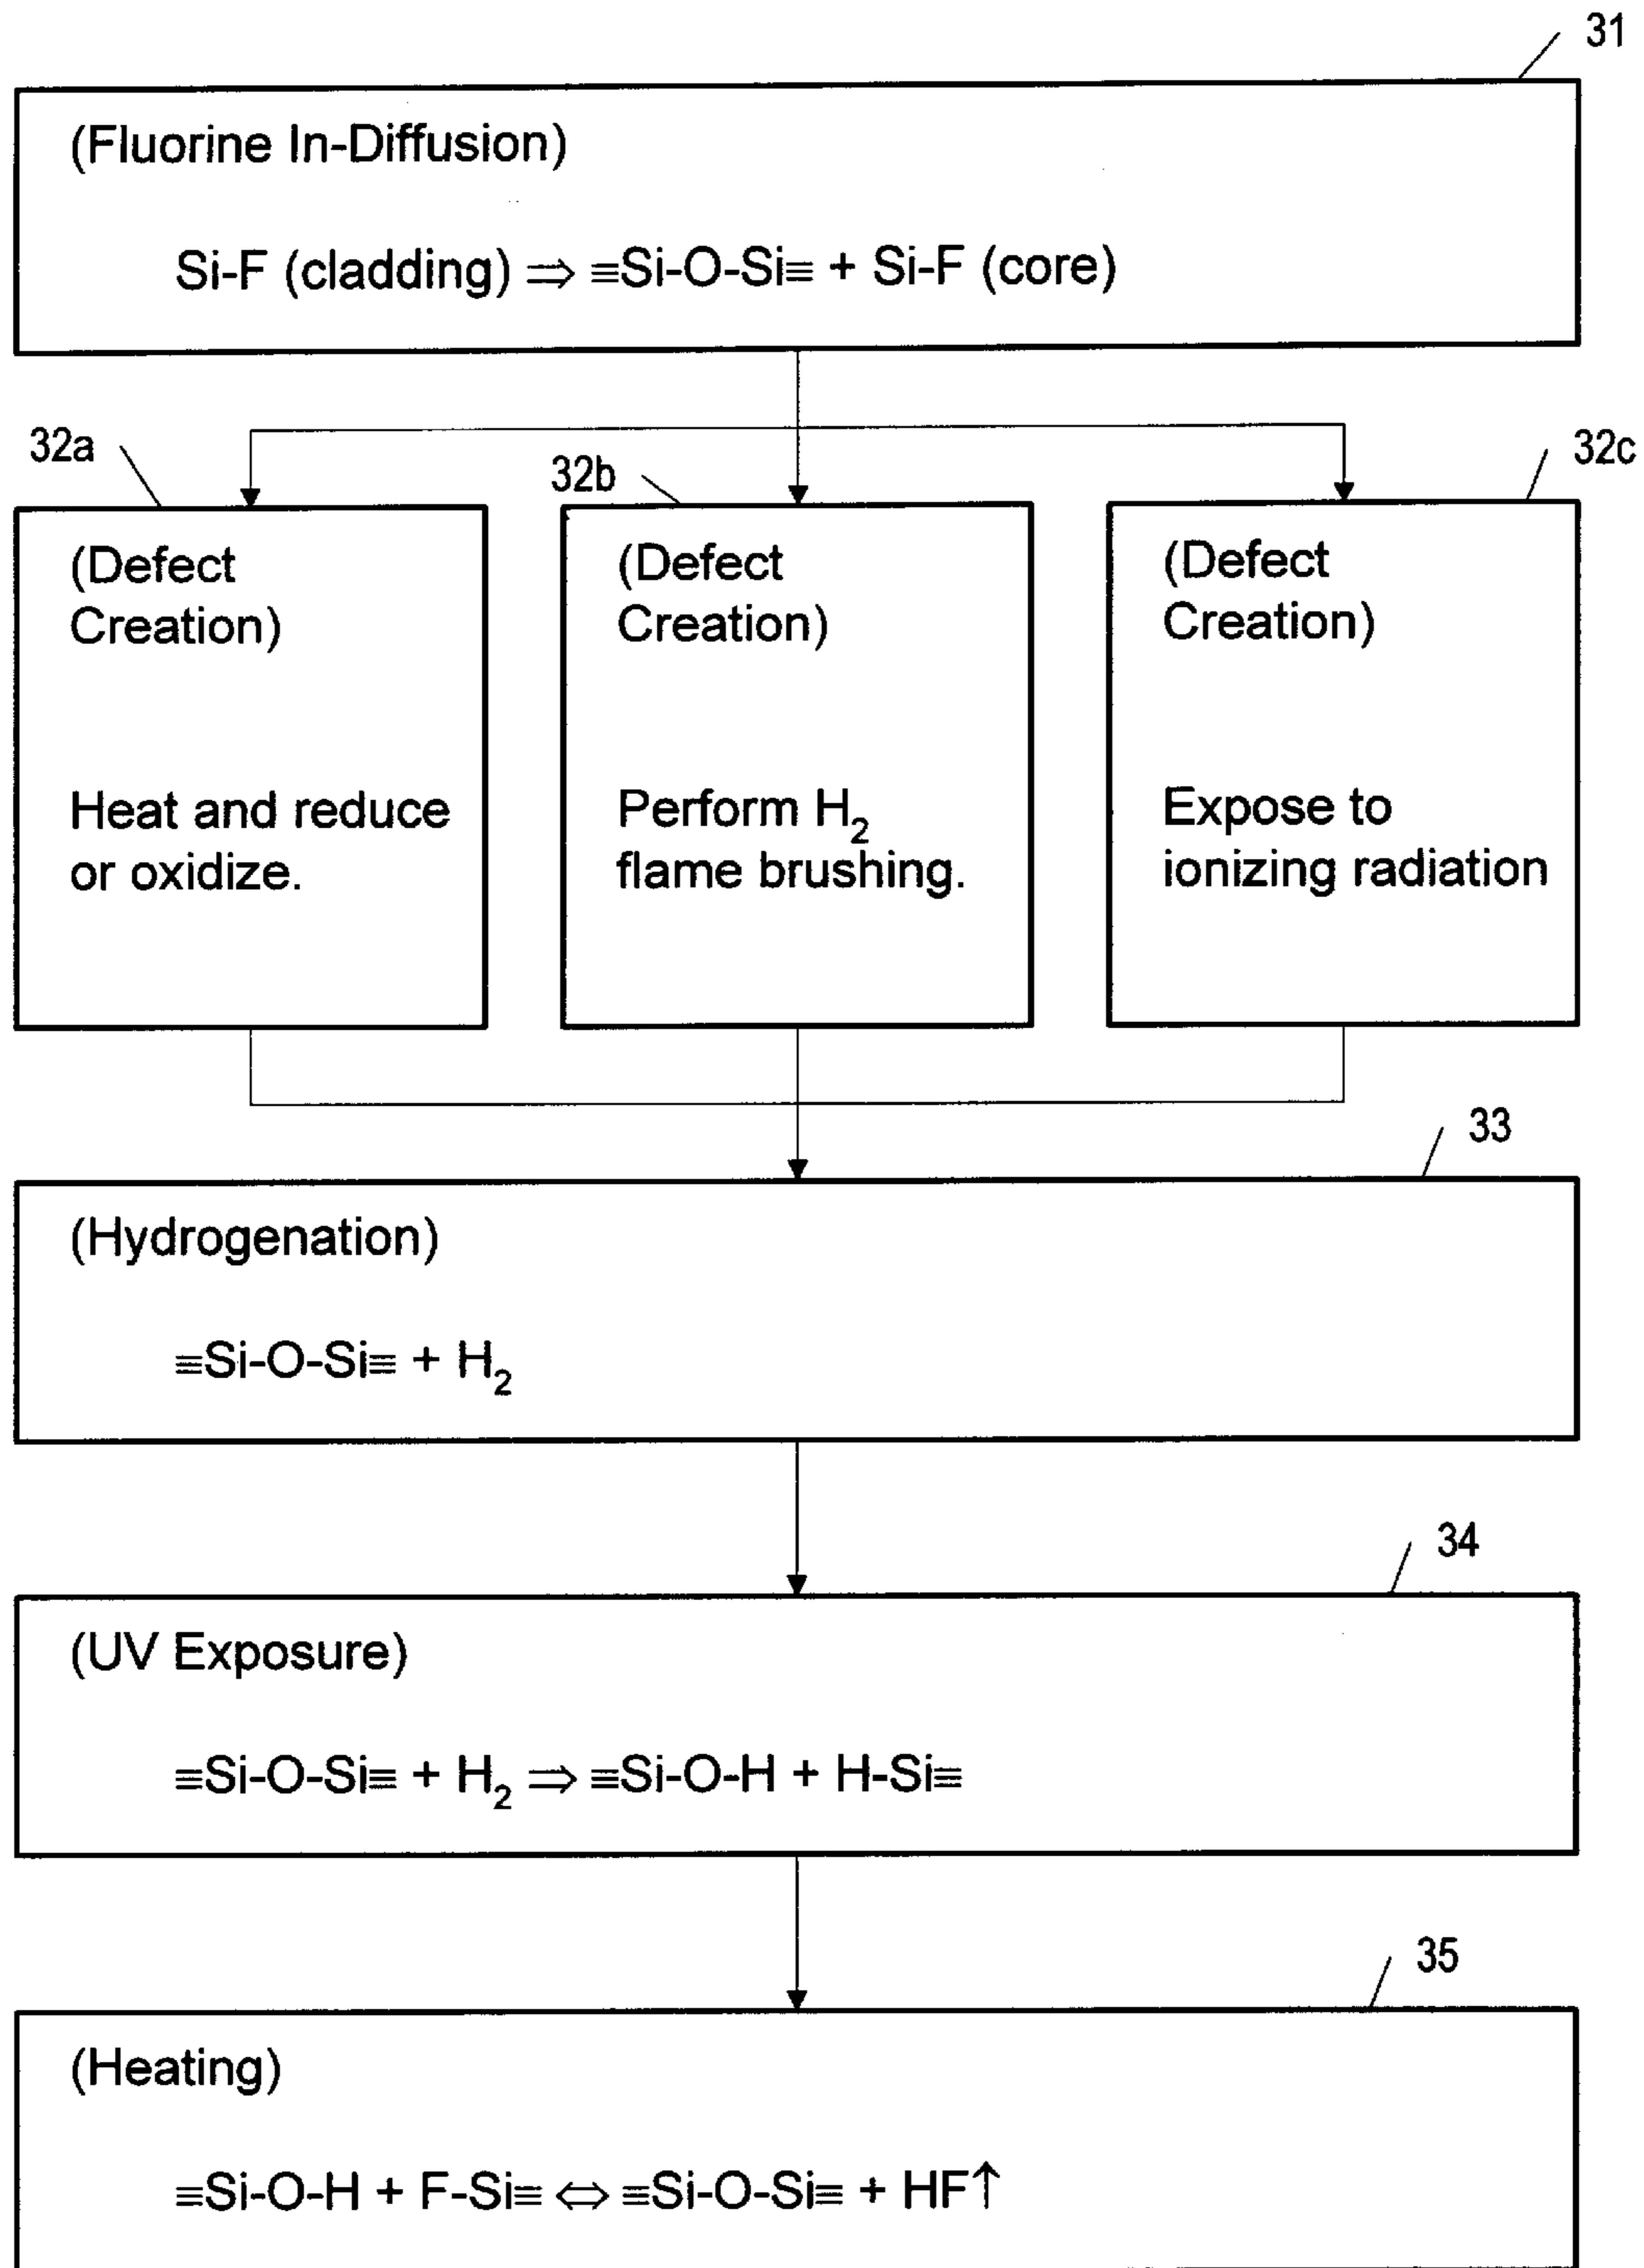 31
(Fluorine In-Diffusion)
Si-F (cladding) ⇒ ≡Si-O-Si≡ + Si-F (core)
32a
32b
32c
(Defect
Creation)
Heat and reduce
or oxidize.
(Defect
Creation)
Perform H₂
flame brushing.
(Defect
Creation)
Expose to
ionizing radiation
33
(Hydrogenation)
≡Si-O-Si≡ + H₂
34
(UV Exposure)
≡Si-O-Si≡ + H₂ ⇒ ≡Si-O-H + H-Si≡
35
(Heating)
≡Si-O-H + F-Si≡ ⇔ ≡Si-O-Si≡ + HF↑